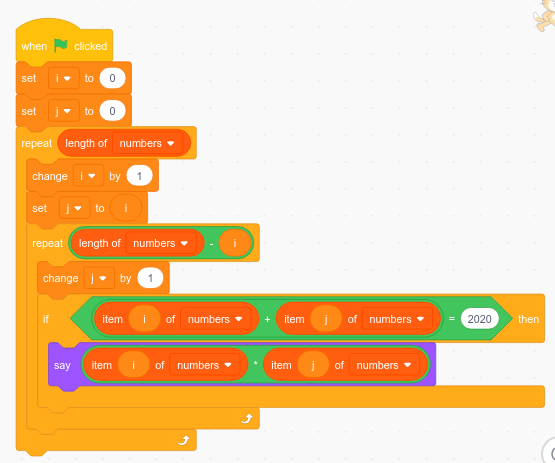 when clicked
set i to 0
set j to 0
repeat length of numbers
change i by 1
set j to i
repeat length of numbers - i
change j by 1
if item i of numbers + item j of numbers = 2020 then
say item i of numbers * item j of numbers